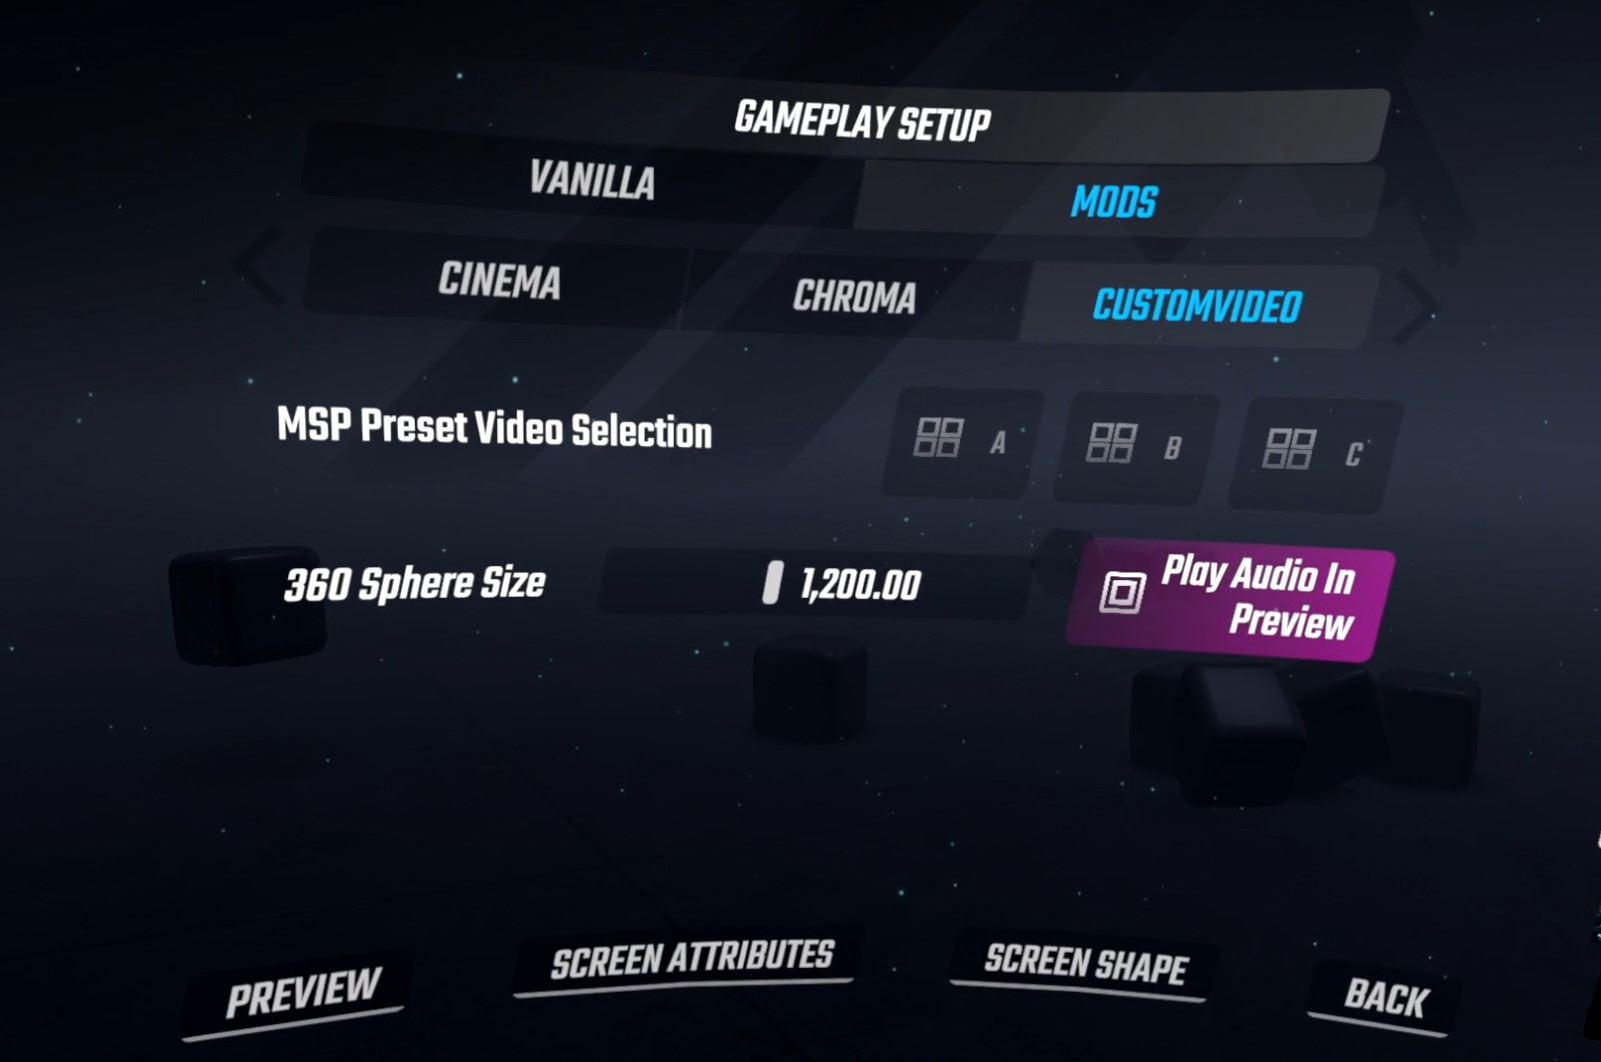 GAMEPLAY SETUP
VANILLA MODS
CINEMA CHROMA CUSTOMVIDEO
MSP Preset Video Selection A B C
360 Sphere Size 1,200.00 Play Audio In
Preview
PREVIEW SCREEN ATTRIBUTES SCREEN SHAPE BACK